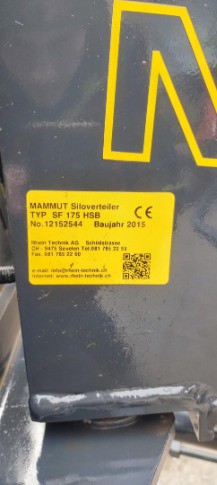 MAMMUT Siloverteiler
TYP SF 175 HSB
No. 12152544 Baujahr 2015
Rhein Technik AG Schildstrasse
CH - 9475 Sevelen Tel. 081 785 22 53
Fax. 081 785 22 60
e-mail: info@rhein-technik.ch
Internet: www.rhein-technik.ch